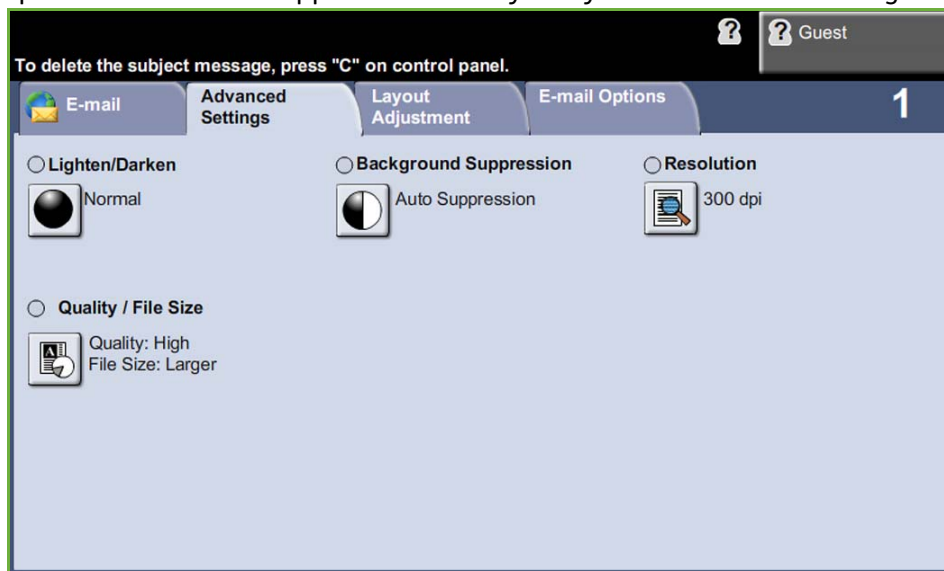 Guest
To delete the subject message, press "C" on control panel.
E-mail
Advanced
Settings
Layout
Adjustment
E-mail Options
1
Lighten/Darken
Normal
Background Suppression
Auto Suppression
Resolution
300 dpi
Quality / File Size
Quality: High
File Size: Larger